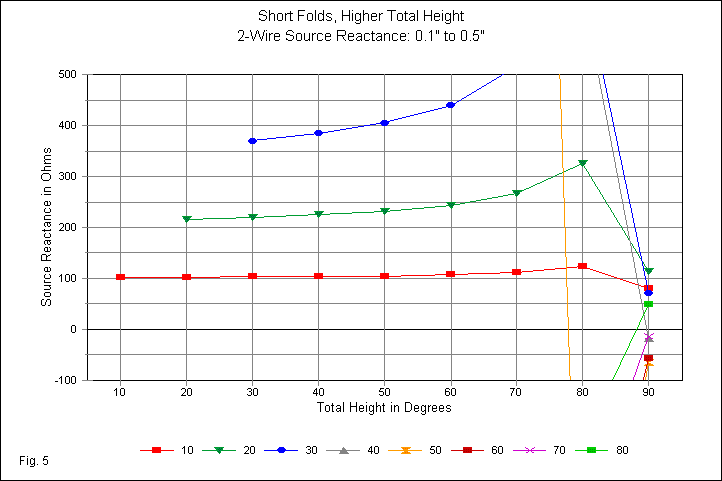 Short Folds, Higher Total Height
2-Wire Source Reactance: 0.1" to 0.5"
Source Reactance in Ohms
500
400
300
200
100
0
-100
10 20 30 40 50 60 70 80 90
Total Height in Degrees
10 20 30 40 50 60 70 80
Fig. 5